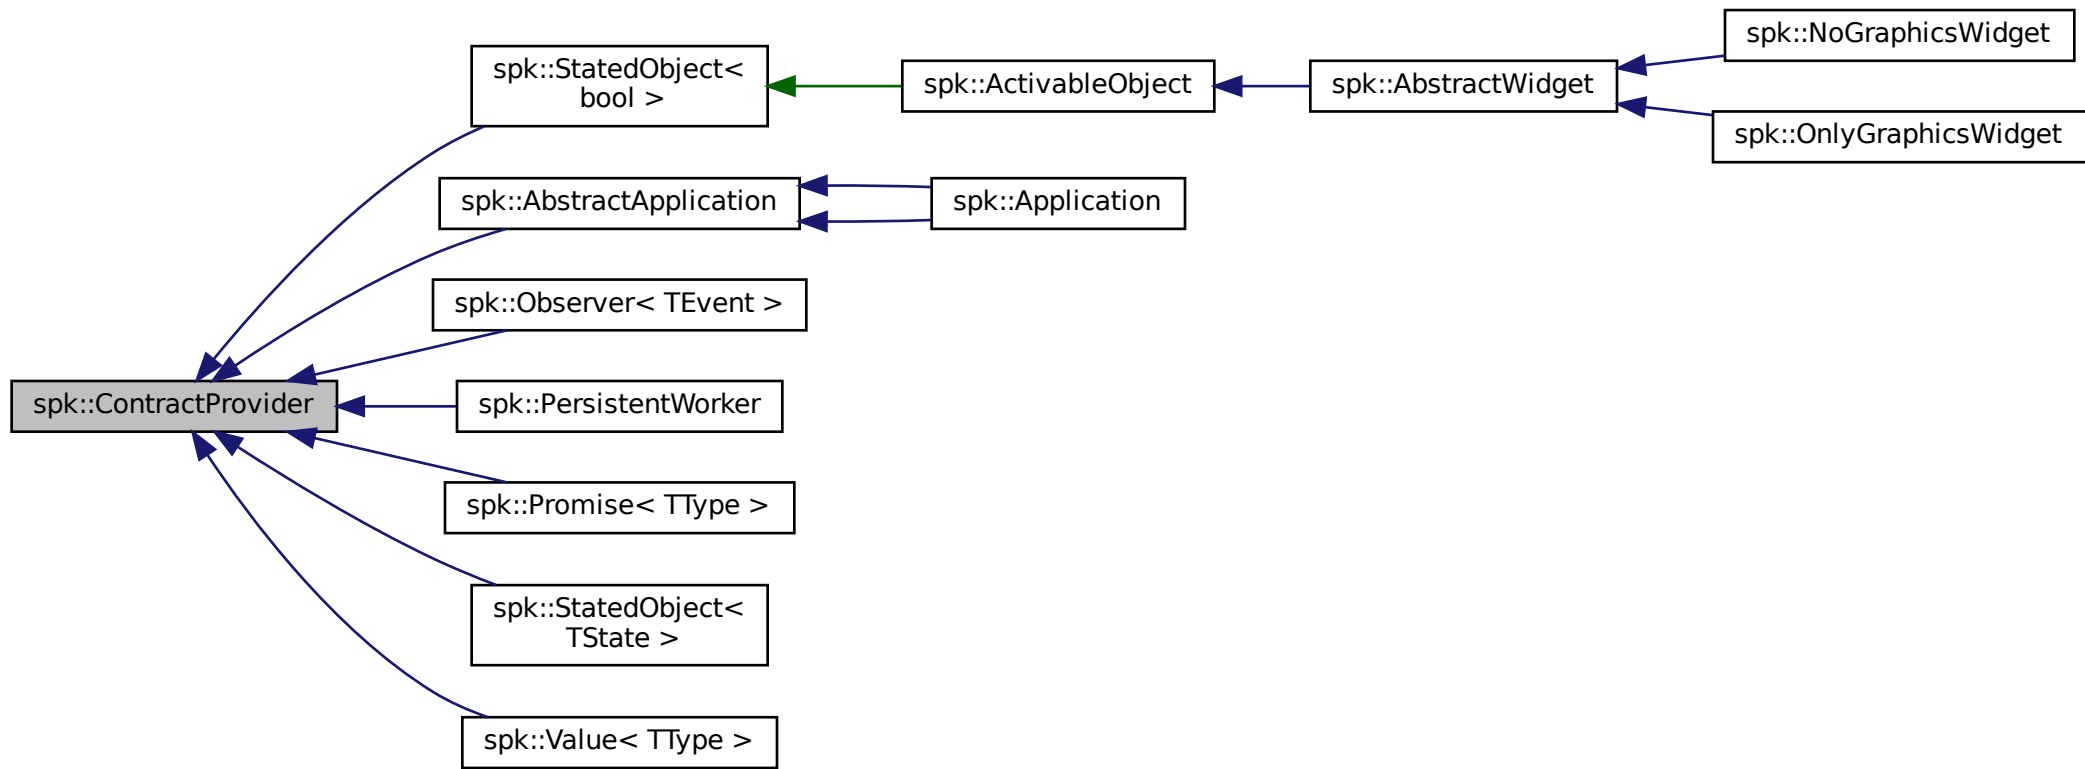 spk::NoGraphicsWidget
spk::StatedObject<
bool >
spk::ActivableObject
spk::AbstractWidget
spk::OnlyGraphicsWidget
spk::AbstractApplication
spk::Application
spk::Observer< TEvent >
spk::ContractProvider
spk::PersistentWorker
spk::Promise< TType >
spk::StatedObject<
TState >
spk::Value< TType >